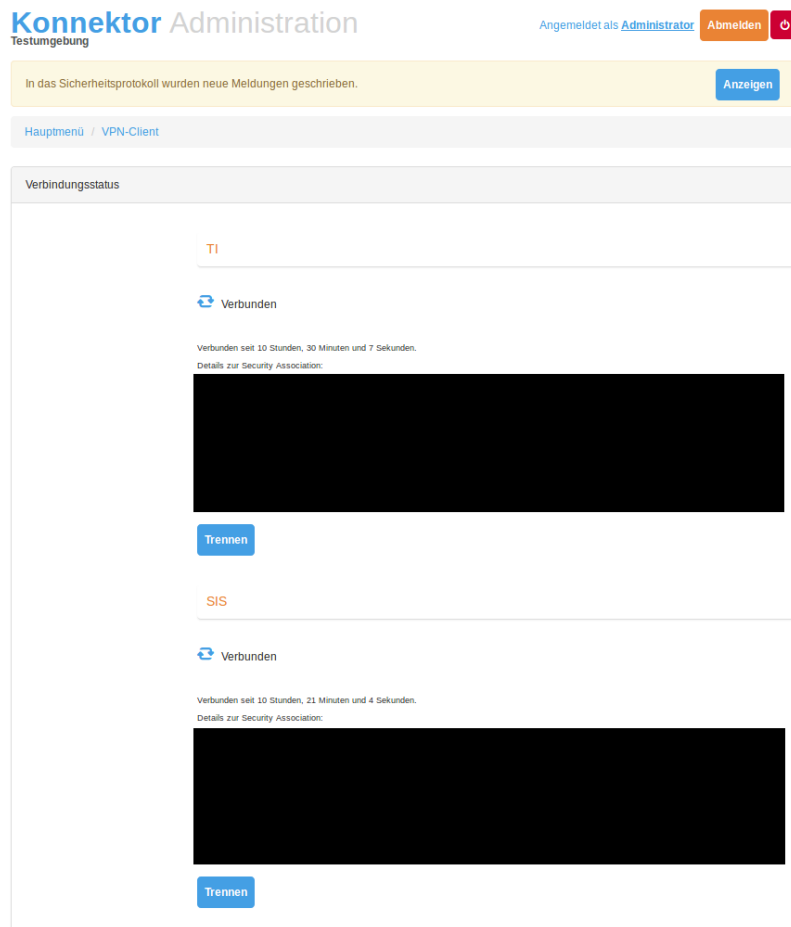 Konnektor Administration
Testumgebung
Angemeldet als Administrator Abmelden
In das Sicherheitsprotokoll wurden neue Meldungen geschrieben. Anzeigen
Hauptmenü / VPN-Client
Verbindungsstatus
TI
Verbunden
Verbunden seit 10 Stunden, 30 Minuten und 7 Sekunden.
Details zur Security Association:
Trennen
SIS
Verbunden
Verbunden seit 10 Stunden, 21 Minuten und 4 Sekunden.
Details zur Security Association:
Trennen